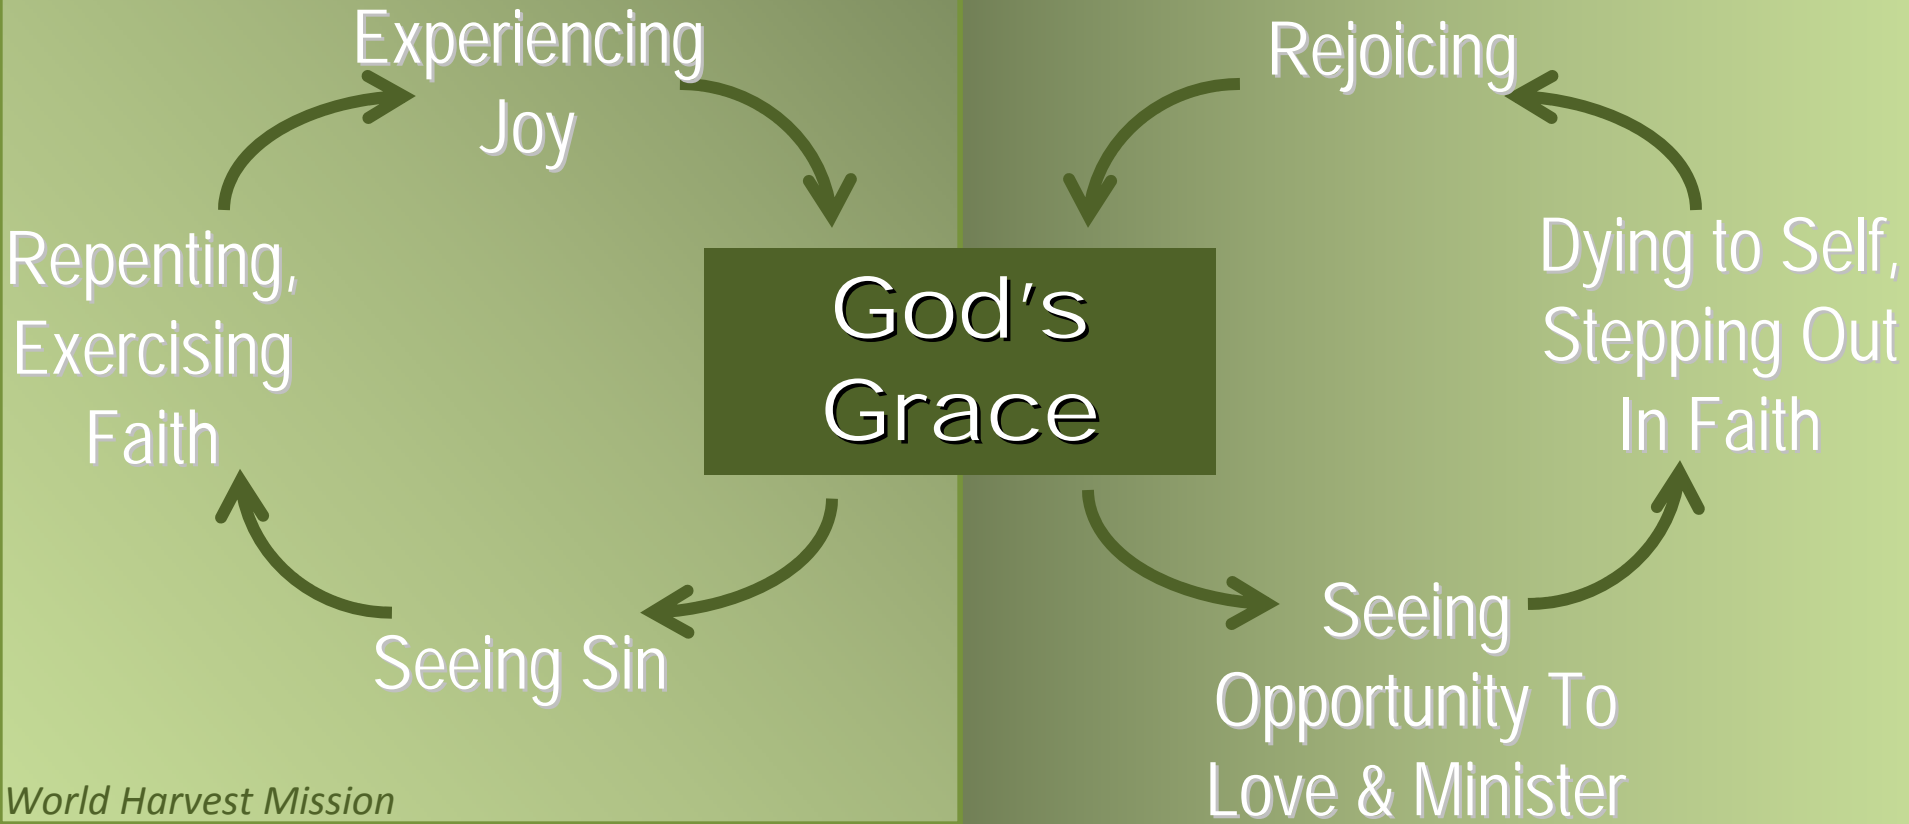 Experiencing
Joy
Repenting,
Exercising
Faith
Seeing Sin
God's
Grace
Rejoicing
Dying to Self,
Stepping Out
In Faith
Seeing
Opportunity To
Love & Minister
World Harvest Mission